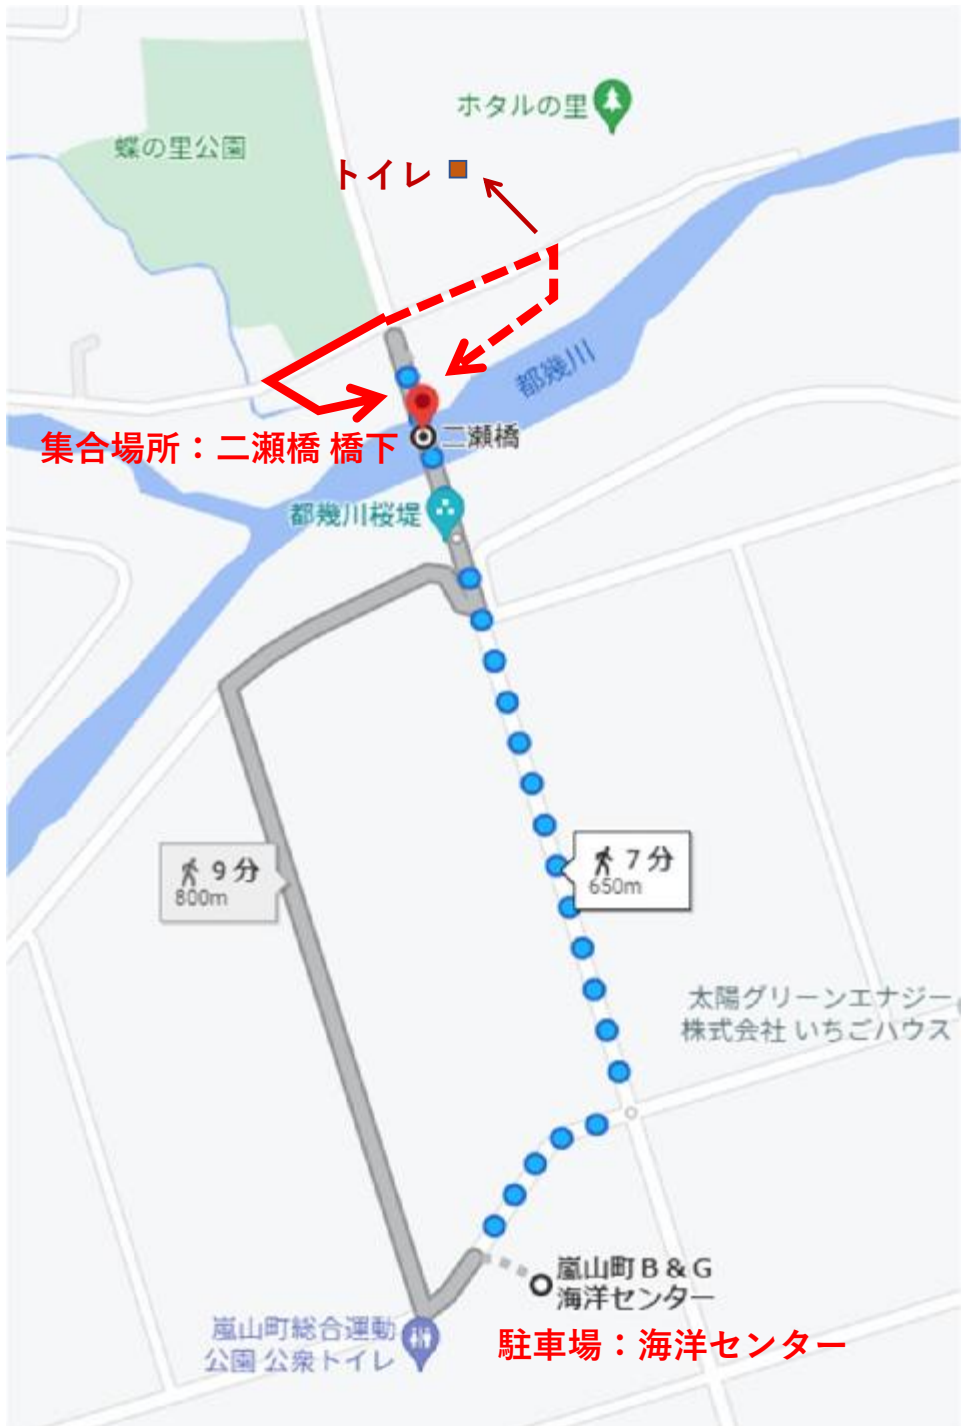 ホタルの里
蝶の里公園
トイレ
都幾川
集合場所：二瀬橋 橋下
二瀬橋
都幾川桜堤
9 分
800m
7 分
650m
太陽グリーンエナジー
株式会社 いちごハウス
嵐山町Ｂ＆Ｇ
海洋センター
嵐山町総合運動
公園 公衆トイレ
駐車場：海洋センター